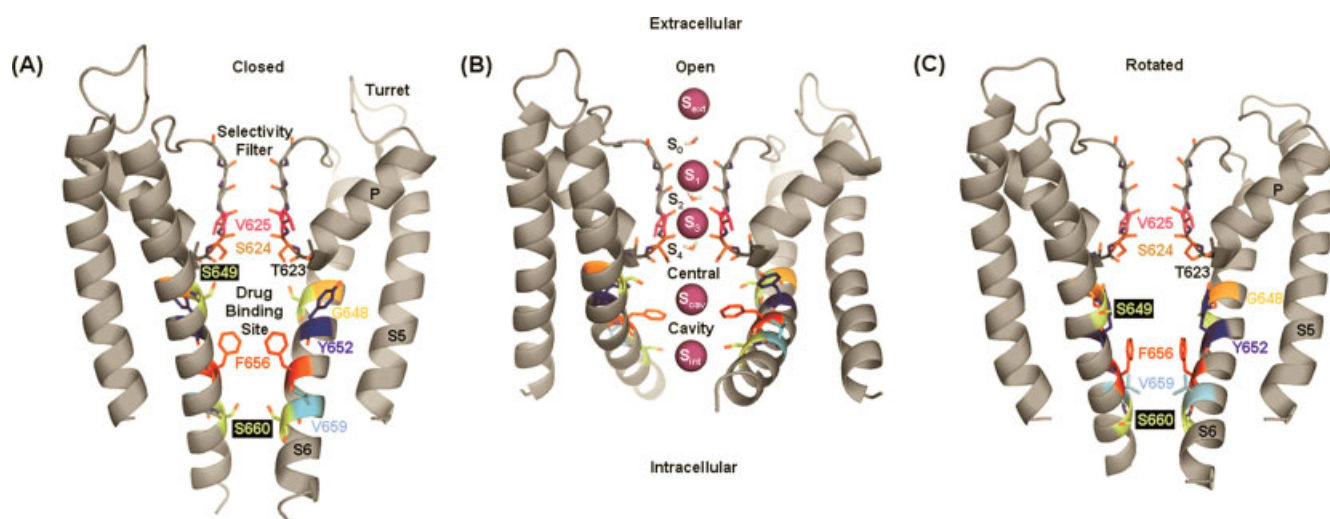 Extracellular
(A)
Closed
Turret
Selectivity
Filter
P
V625
S624
S649
T623
Drug
Binding
Site
G648
Y652
S5
F656
S660
V659
S6
(B)
Open
Sext
S0
S1
S2
S3
S4
Central
Scav
Cavity
Sint
Intracellular
(C)
Rotated
P
V625
S624
T623
S649
G648
S5
Y652
F656
V659
S660
S6